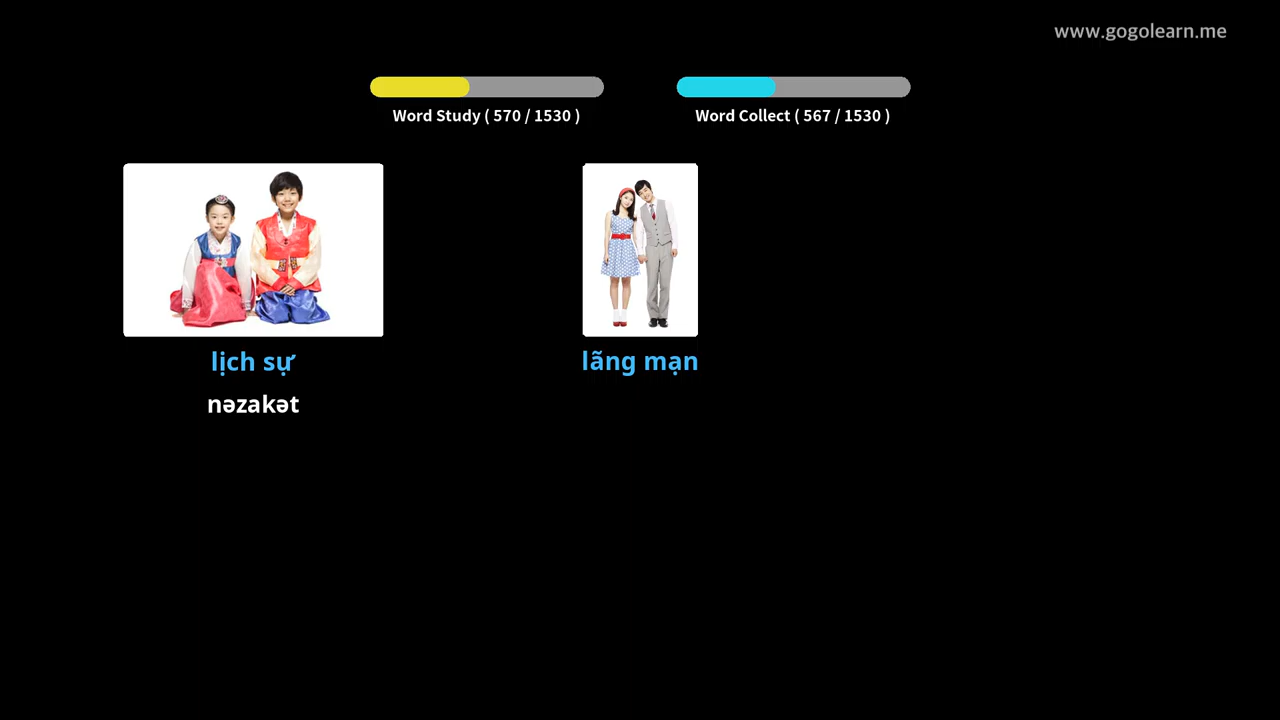 www.gogolearn.me
Word Study ( 570 / 1530 )
Word Collect ( 567 / 1530 )
lịch sự
lãng mạn
nəzakət